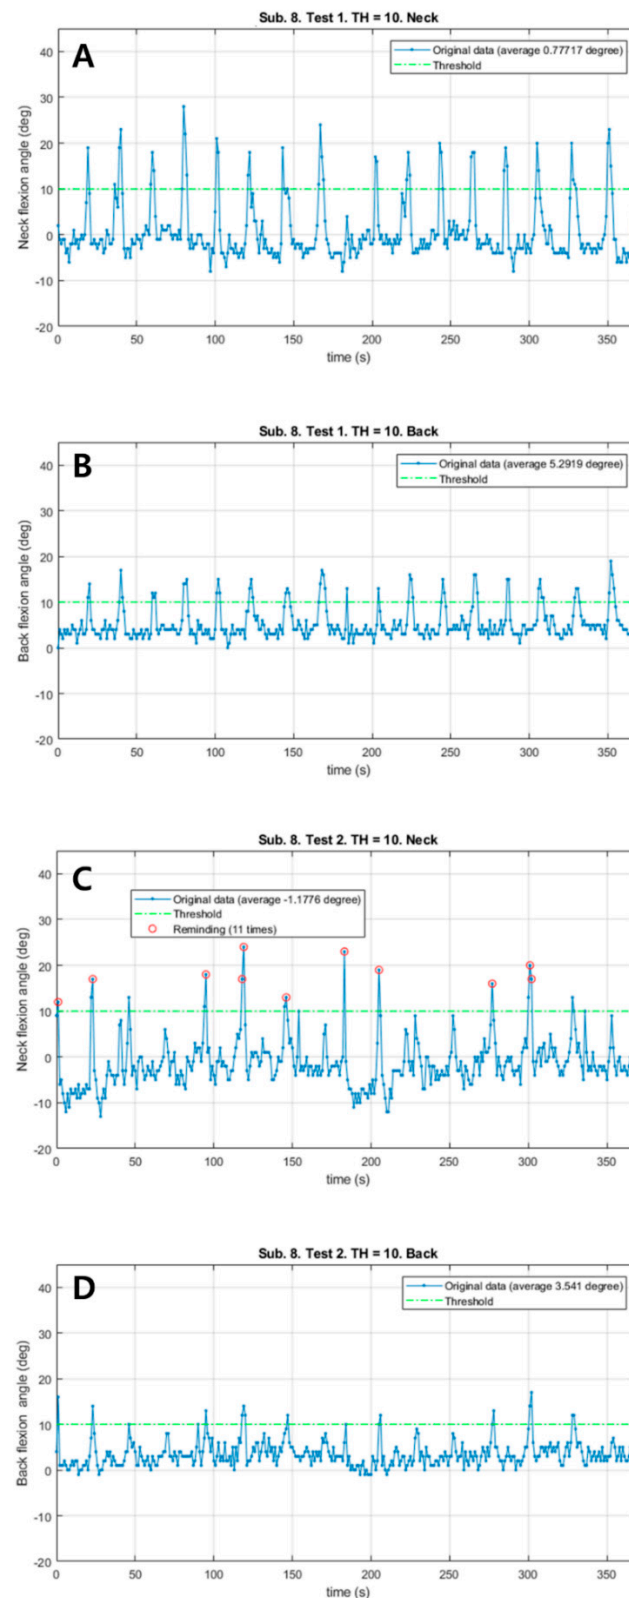 Sub. 8. Test 1. TH = 10. Neck
A
Original data (average 0.77717 degree)
Threshold
Neck flexion angle (deg)
40
30
20
10
0
-10
-20
0 50 100 150 200 250 300 350
time (s)
Sub. 8. Test 1. TH = 10. Back
B
Original data (average 5.2919 degree)
Threshold
Back flexion angle (deg)
40
30
20
10
0
-10
-20
0 50 100 150 200 250 300 350
time (s)
Sub. 8. Test 2. TH = 10. Neck
C
Original data (average -1.1776 degree)
Threshold
Reminding (11 times)
Neck flexion angle (deg)
40
30
20
10
0
-10
-20
0 50 100 150 200 250 300 350
time (s)
Sub. 8. Test 2. TH = 10. Back
D
Original data (average 3.541 degree)
Threshold
Back flexion angle (deg)
40
30
20
10
0
-10
-20
0 50 100 150 200 250 300 350
time (s)